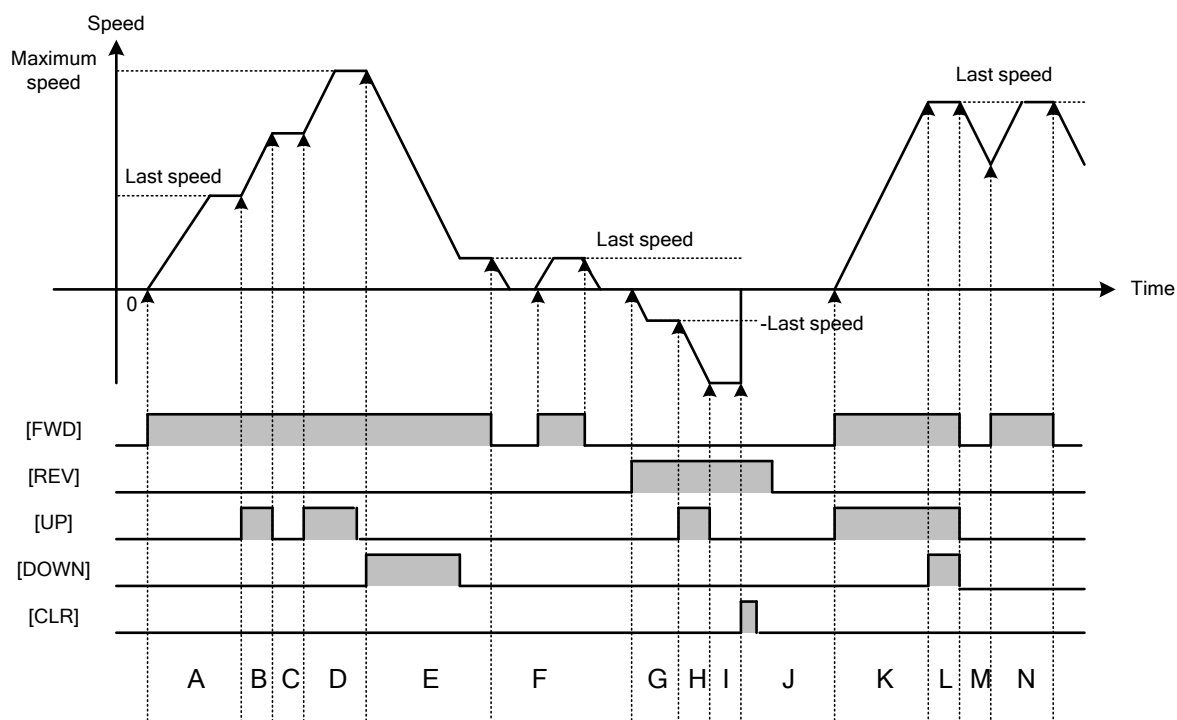 Speed
Maximum
speed
Last speed
Last speed
Last speed
Time
0
-Last speed
[FWD]
[REV]
[UP]
[DOWN]
[CLR]
A B C D E F G H I J K L M N